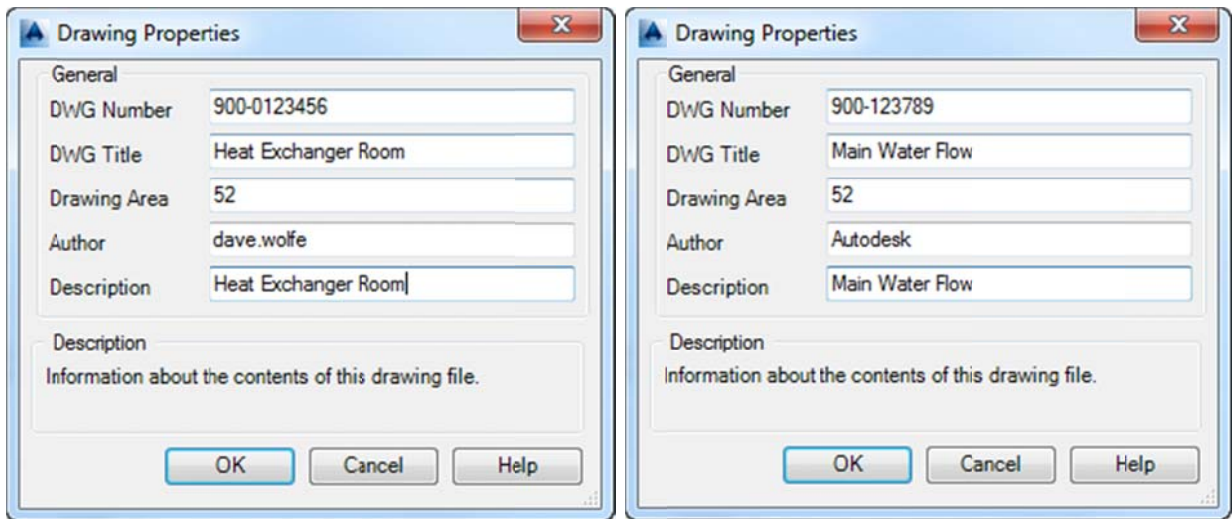 Drawing Properties
General
DWG Number 900-0123456
DWG Title Heat Exchanger Room
Drawing Area 52
Author dave.wolfe
Description Heat Exchanger Room
Description
Information about the contents of this drawing file.
OK Cancel Help
Drawing Properties
General
DWG Number 900-123789
DWG Title Main Water Flow
Drawing Area 52
Author Autodesk
Description Main Water Flow
Description
Information about the contents of this drawing file.
OK Cancel Help